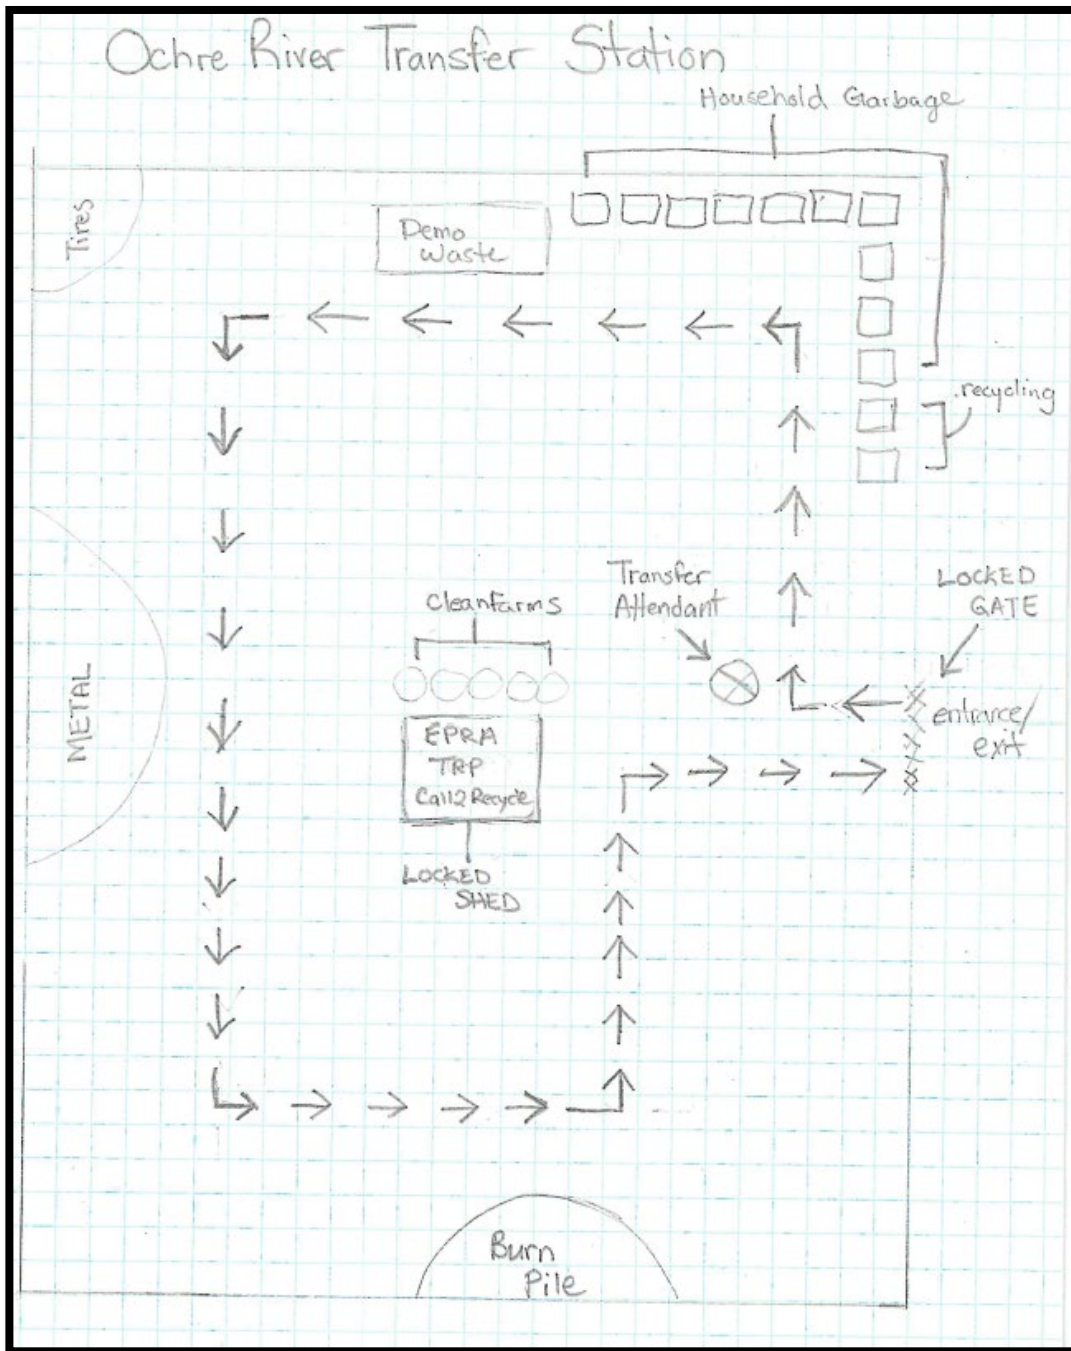 Ochre River Transfer Station
Household Garbage
Tires
Demo
Waste
recycling
Transfer
Attendant
LOCKED
GATE
Cleanfarms
METAL
entrance/
exit
EPRA
TRP
Call2Recycle
LOCKED
SHED
Burn
Pile